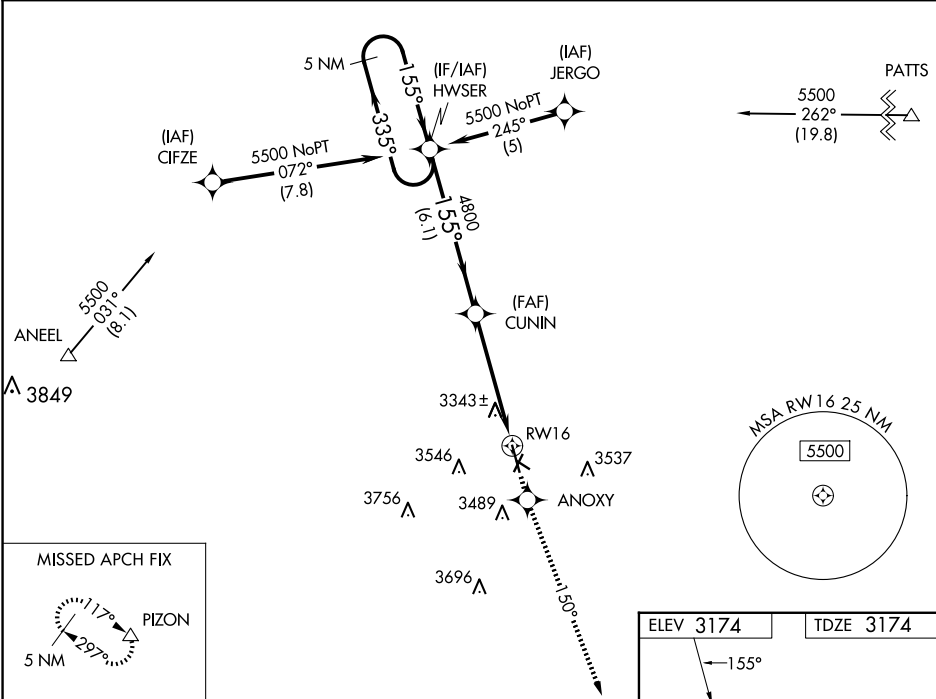 5 NM
155°
335°
(IF/IAF)
HWSER
(IAF)
JERGO
5500 NoPT
245°
(5)
PATTS
5500
262°
(19.8)
(IAF)
CIFZE
5500 NoPT
072°
(7.8)
4800
155°
(6.1)
5500
031°
(8.1)
ANEEL
3849
(FAF)
CUNIN
3343±
RW16
3546
3537
3756
3489
ANOXY
3696
150°
MSA RW16 25 NM
5500
MISSED APCH FIX
117°
PIZON
297°
5 NM
ELEV 3174
TDZE 3174
155°